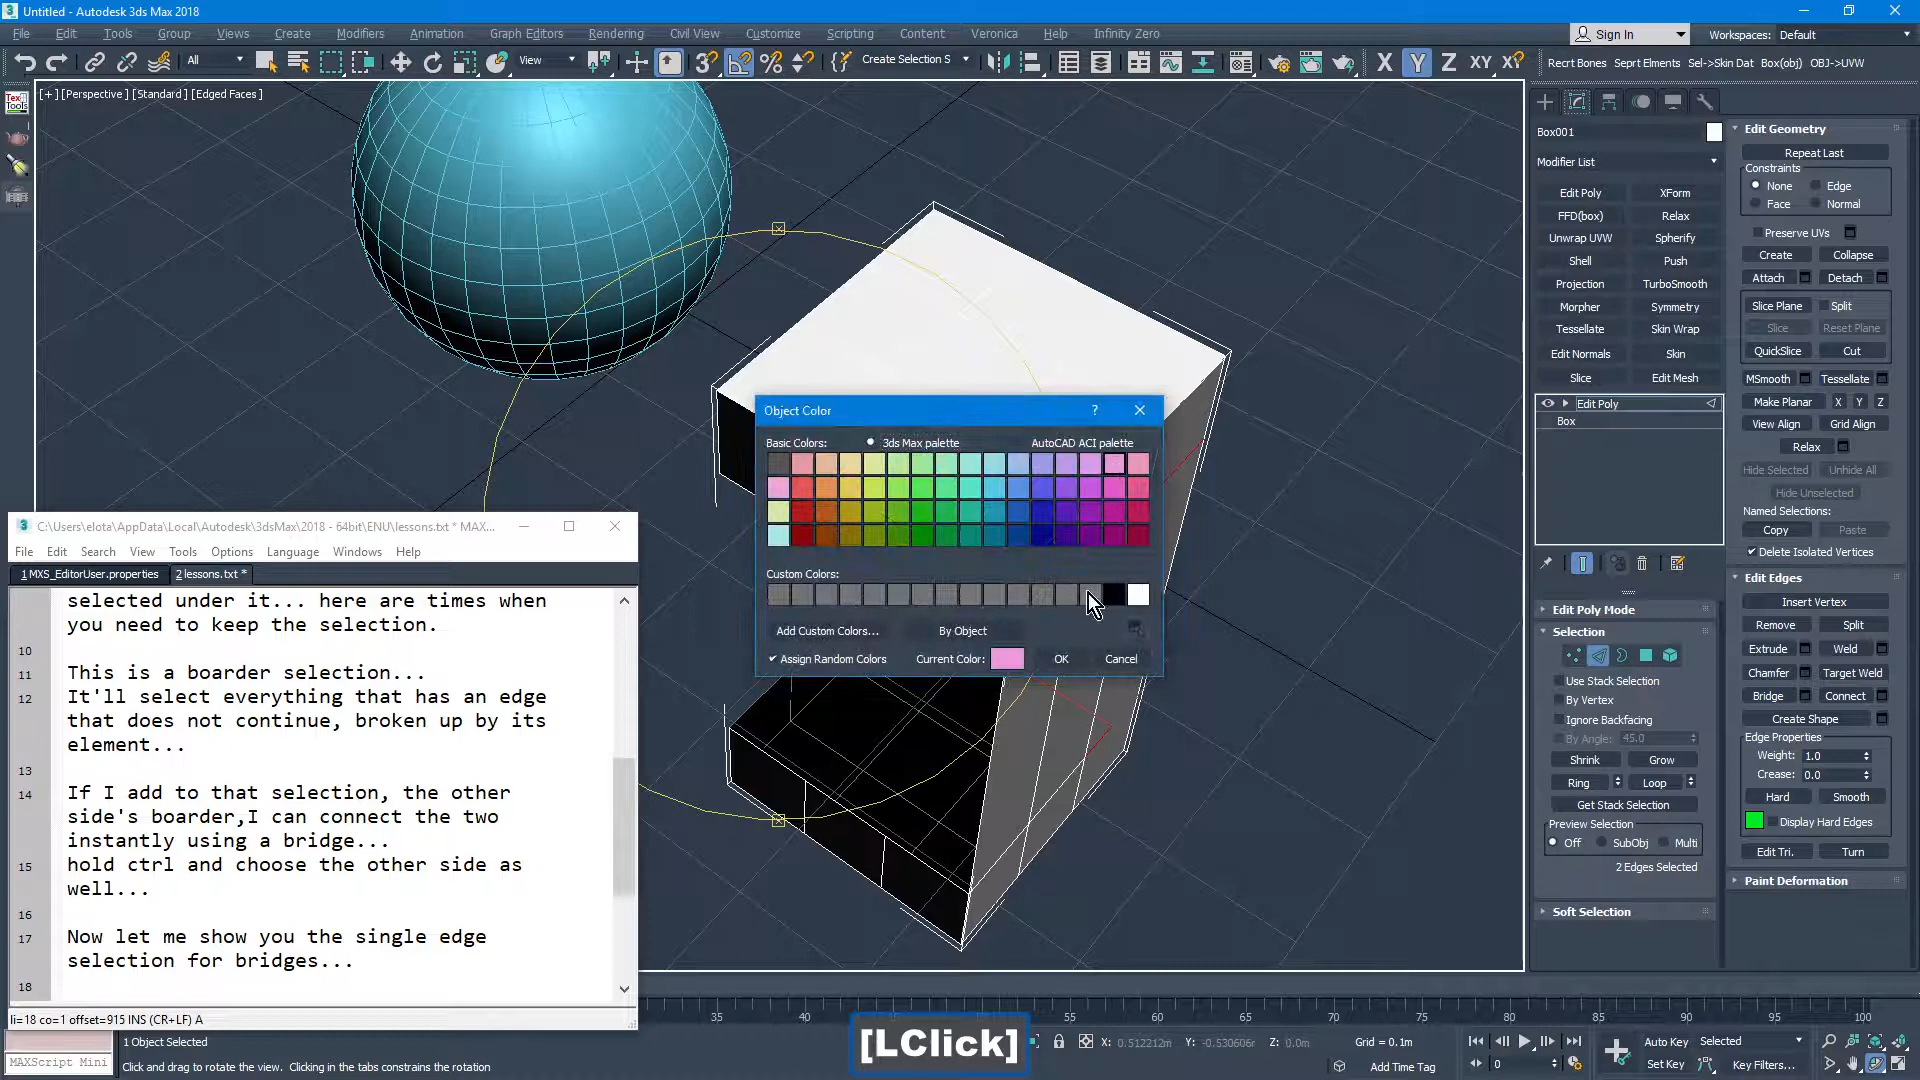 Untitled - Autodesk 3ds Max 2018
File Edit Tools Group Views Create Modifiers Animation Graph Editors Rendering Civil View Customize Scripting Content Veronica Help Infinity Zero Sign In Workspaces: Default
All View Create Selection S X Y Z XY XY Recrt Bones Seprt Elments Sel->Skin Dat Box(obj) OBJ->UVW
[+] [Perspective] [Standard] [Edged Faces]
Box001
Modifier List
Edit Poly XForm
FFD(box) Relax
Unwrap UVW Spherify
Shell Push
Projection TurboSmooth
Morpher Symmetry
Tessellate Skin Wrap
Edit Normals Skin
Slice Edit Mesh
Edit Poly
Box
Edit Poly Mode
Selection
Use Stack Selection
By Vertex
Ignore Backfacing
By Angle: 45.0
Shrink Grow
Ring Loop
Get Stack Selection
Preview Selection
Off SubObj Multi
2 Edges Selected
Soft Selection
Edit Geometry
Repeat Last
Constraints
None Edge
Face Normal
Preserve UVs
Create Collapse
Attach Detach
Slice Plane Split
Slice Reset Plane
QuickSlice Cut
MSmooth Tessellate
Make Planar X Y Z
View Align Grid Align
Relax
Hide Selected Unhide All
Hide Unselected
Named Selections:
Copy Paste
Delete Isolated Vertices
Edit Edges
Insert Vertex
Remove Split
Extrude Weld
Chamfer Target Weld
Bridge Connect
Create Shape
Edge Properties
Weight: 1.0
Crease: 0.0
Hard Smooth
Display Hard Edges
Edit Tri. Turn
Paint Deformation
Object Color ?
Basic Colors: 3ds Max palette AutoCAD ACI palette
Custom Colors:
Add Custom Colors... By Object
Assign Random Colors Current Color: OK Cancel
C:\Users\elota\AppData\Local\Autodesk\3dsMax\2018 - 64bit\ENU\lessons.txt * MAX...
File Edit Search View Tools Options Language Windows Help
1 MXS_EditorUser.properties 2 lessons.txt *
selected under it... here are times when
you need to keep the selection.
10
11 This is a boarder selection...
12 It'll select everything that has an edge
that does not continue, broken up by its
element...
13
14 If I add to that selection, the other
side's boarder,I can connect the two
instantly using a bridge...
15 hold ctrl and choose the other side as
well...
16
17 Now let me show you the single edge
selection for bridges...
18
li=18 co=1 offset=915 INS (CR+LF) A
35 40 55 60 65 70 75 80 85 90 95 100
[LClick]
MAXScript Mini
1 Object Selected
Click and drag to rotate the view. Clicking in the tabs constrains the rotation
X: 0.512212m Y: -0.530606m Z: 0.0m Grid = 0.1m
Add Time Tag
0
Auto Key Selected
Set Key Key Filters...